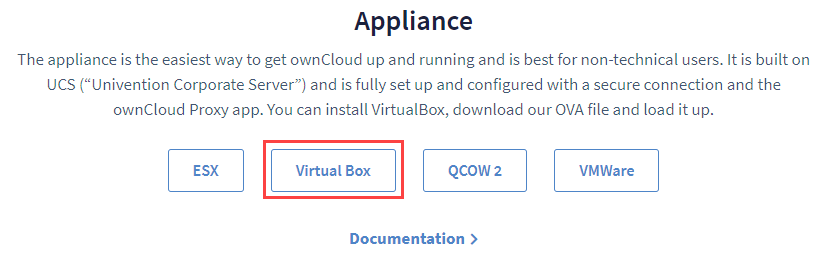 Appliance
The appliance is the easiest way to get ownCloud up and running and is best for non-technical users. It is built on
UCS (“Univention Corporate Server”) and is fully set up and configured with a secure connection and the
ownCloud Proxy app. You can install VirtualBox, download our OVA file and load it up.
ESX
Virtual Box
QCOW 2
VMWare
Documentation >